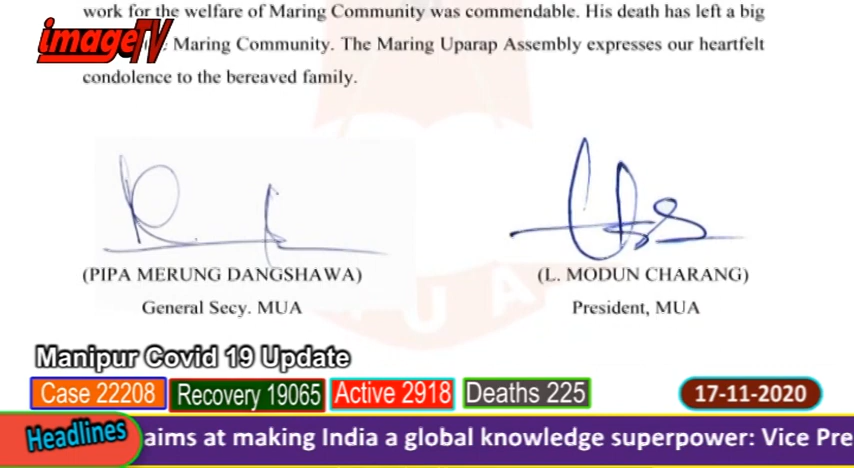 work for the welfare of Maring Community was commendable. His death has left a big
imageTV Maring Community. The Maring Uparap Assembly expresses our heartfelt
condolence to the bereaved family.
(PIPA MERUNG DANGSHAWA) (L. MODUN CHARANG)
General Secy. MUA President, MUA
UA
Manipur Covid 19 Update
Case 22208 Recovery 19065 Active 2918 Deaths 225 17-11-2020
Headlines aims at making India a global knowledge superpower: Vice Pre